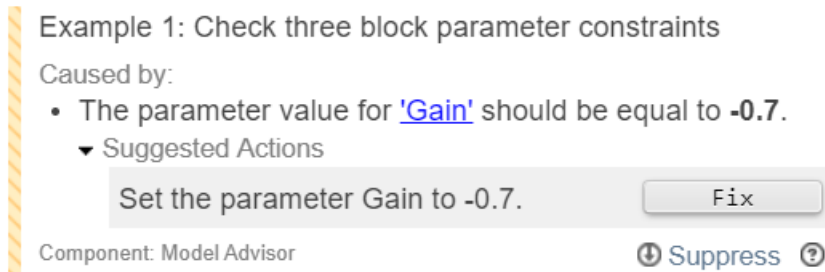 Example 1: Check three block parameter constraints
Caused by:
• The parameter value for 'Gain' should be equal to -0.7.
Suggested Actions
Set the parameter Gain to -0.7. Fix
Component: Model Advisor Suppress ?